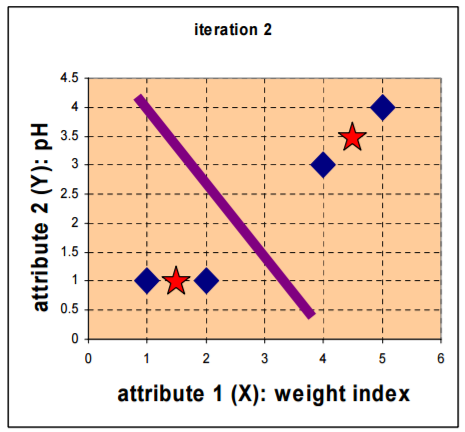 iteration 2
4.5
4
3.5
3
2.5
2
1.5
1
0.5
0
attribute 2 (Y): pH
0 1 2 3 4 5 6
attribute 1 (X): weight index